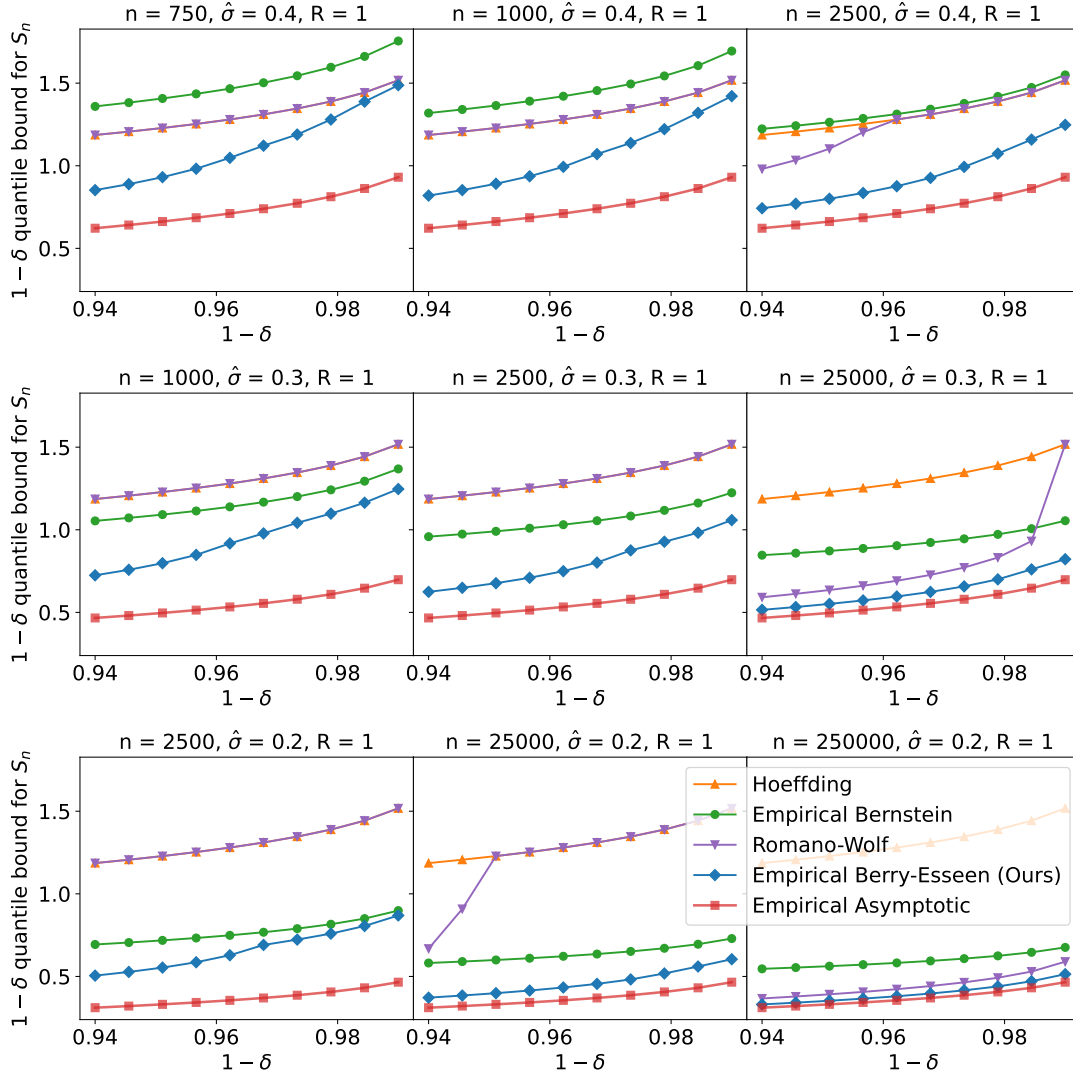 n = 750, σ̂ = 0.4, R = 1
n = 1000, σ̂ = 0.4, R = 1
n = 2500, σ̂ = 0.4, R = 1
1 − δ quantile bound for Sₙ
1.5
1.0
0.5
0.94 0.96 0.98
0.94 0.96 0.98
0.94 0.96 0.98
1 − δ
1 − δ
1 − δ
n = 1000, σ̂ = 0.3, R = 1
n = 2500, σ̂ = 0.3, R = 1
n = 25000, σ̂ = 0.3, R = 1
1 − δ quantile bound for Sₙ
1.5
1.0
0.5
0.94 0.96 0.98
0.94 0.96 0.98
0.94 0.96 0.98
1 − δ
1 − δ
1 − δ
n = 2500, σ̂ = 0.2, R = 1
n = 25000, σ̂ = 0.2, R = 1
n = 250000, σ̂ = 0.2, R = 1
1 − δ quantile bound for Sₙ
1.5
1.0
0.5
Hoeffding
Empirical Bernstein
Romano-Wolf
Empirical Berry-Esseen (Ours)
Empirical Asymptotic
0.94 0.96 0.98
0.94 0.96 0.98
0.94 0.96 0.98
1 − δ
1 − δ
1 − δ